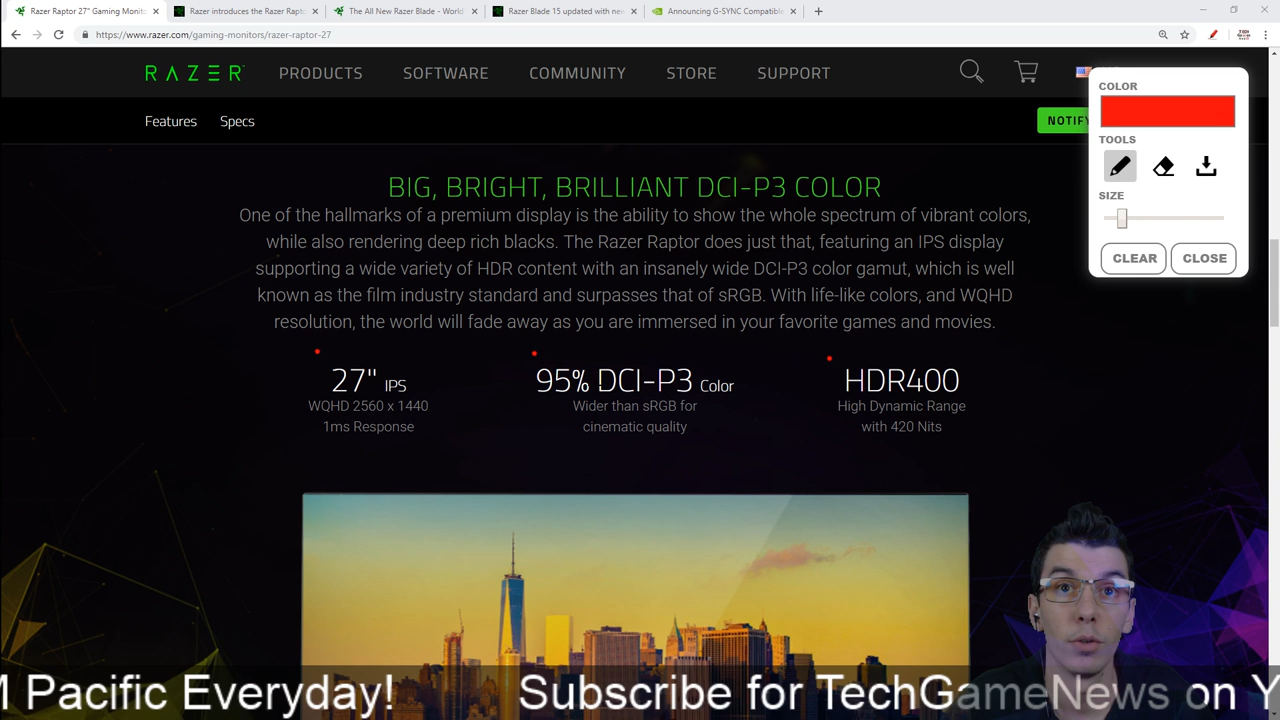 Razer Raptor 27" Gaming Monito
Razer introduces the Razer Rapto
The All New Razer Blade - World
Razer Blade 15 updated with new
Announcing G-SYNC Compatible
https://www.razer.com/gaming-monitors/razer-raptor-27
RAZER
PRODUCTS
SOFTWARE
COMMUNITY
STORE
SUPPORT
Features
Specs
NOTIFY
COLOR
TOOLS
SIZE
CLEAR
CLOSE
BIG, BRIGHT, BRILLIANT DCI-P3 COLOR
One of the hallmarks of a premium display is the ability to show the whole spectrum of vibrant colors,
while also rendering deep rich blacks. The Razer Raptor does just that, featuring an IPS display
supporting a wide variety of HDR content with an insanely wide DCI-P3 color gamut, which is well
known as the film industry standard and surpasses that of sRGB. With life-like colors, and WQHD
resolution, the world will fade away as you are immersed in your favorite games and movies.
27" IPS
WQHD 2560 x 1440
1ms Response
95% DCI-P3 Color
Wider than sRGB for
cinematic quality
HDR400
High Dynamic Range
with 420 Nits
M Pacific Everyday!
Subscribe for TechGameNews on Y